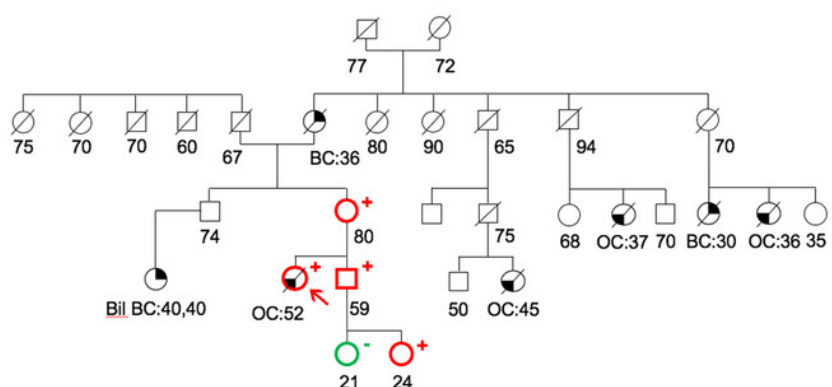 77 72
75 70 70 60 67 BC:36 80 90 65 94 70
+
74 80 75 68 OC:37 70 BC:30 OC:36 35
+ +
Bil BC:40,40 OC:52 59 50 OC:45
- +
21 24